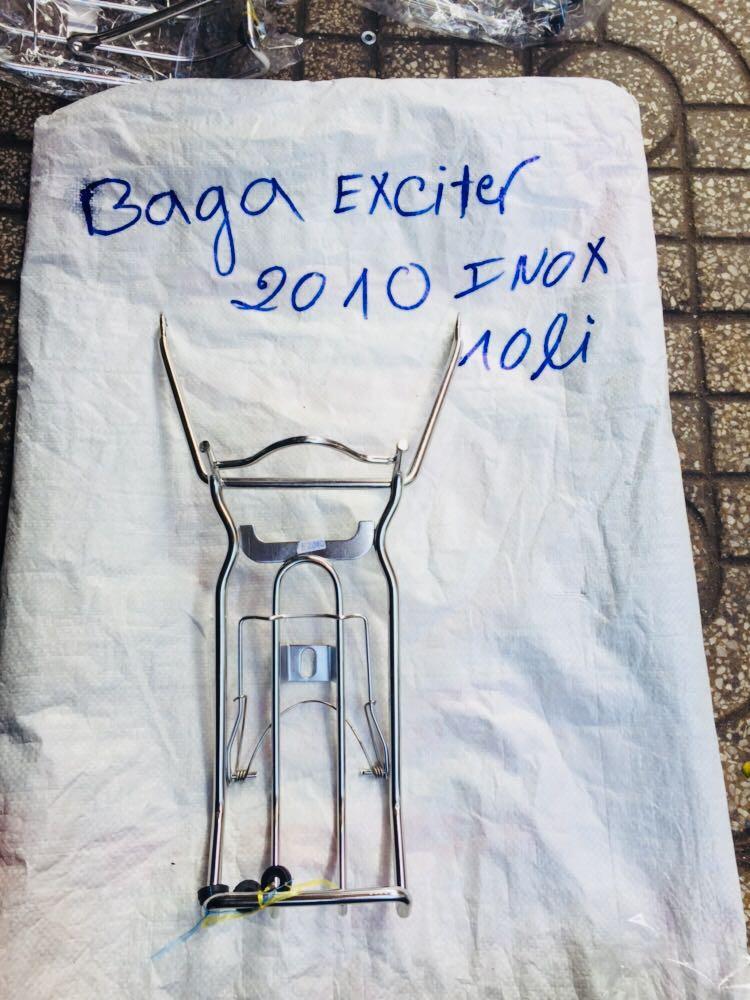 Baga Exciter
2010 INOX
10li